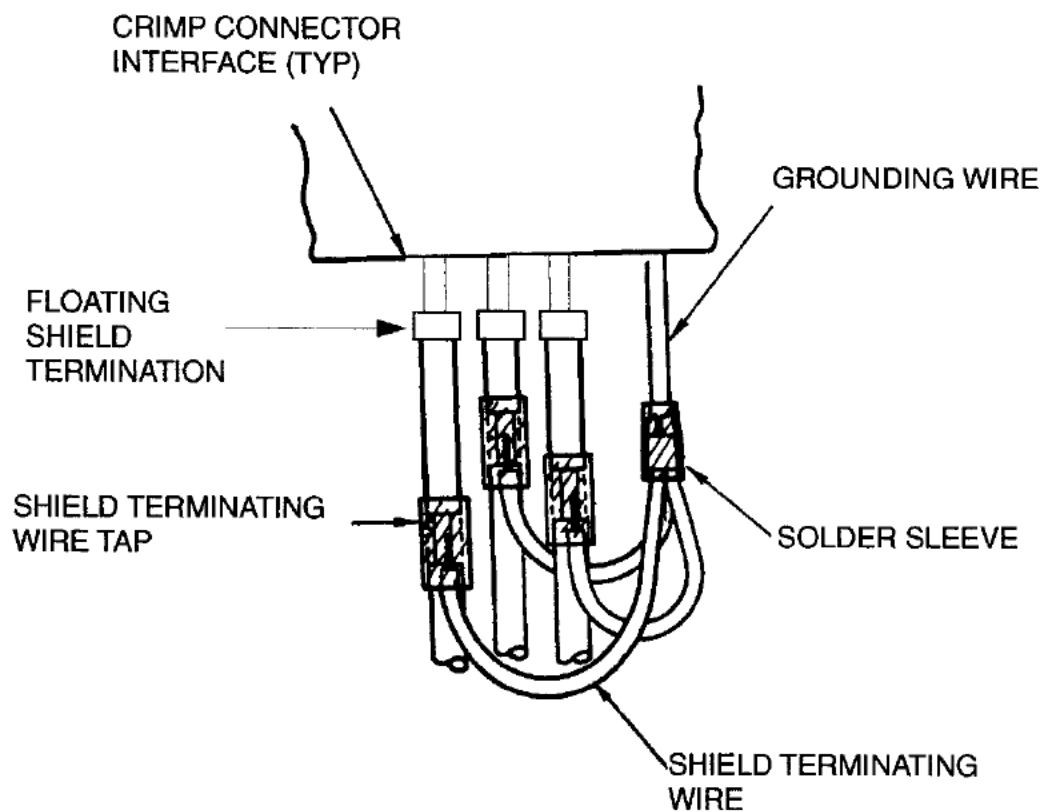 CRIMP CONNECTOR
INTERFACE (TYP)
GROUNDING WIRE
FLOATING
SHIELD
TERMINATION
SHIELD TERMINATING
WIRE TAP
SOLDER SLEEVE
SHIELD TERMINATING
WIRE